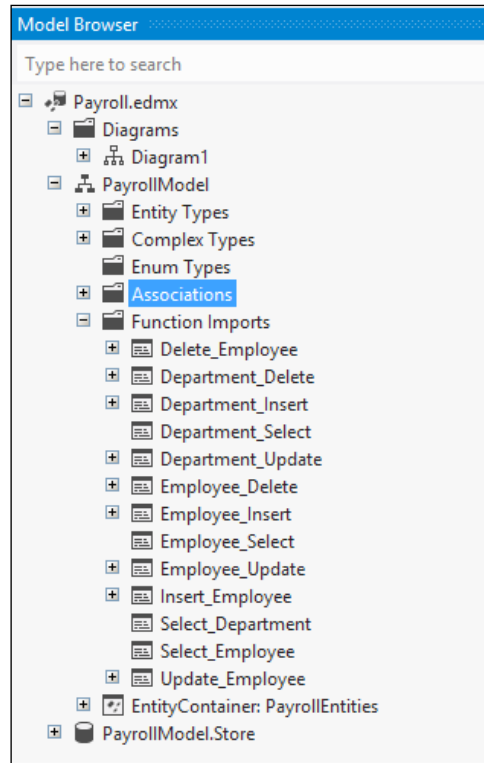 Model Browser
Type here to search
Payroll.edmx
Diagrams
Diagram1
PayrollModel
Entity Types
Complex Types
Enum Types
Associations
Function Imports
Delete_Employee
Department_Delete
Department_Insert
Department_Select
Department_Update
Employee_Delete
Employee_Insert
Employee_Select
Employee_Update
Insert_Employee
Select_Department
Select_Employee
Update_Employee
EntityContainer: PayrollEntities
PayrollModel.Store